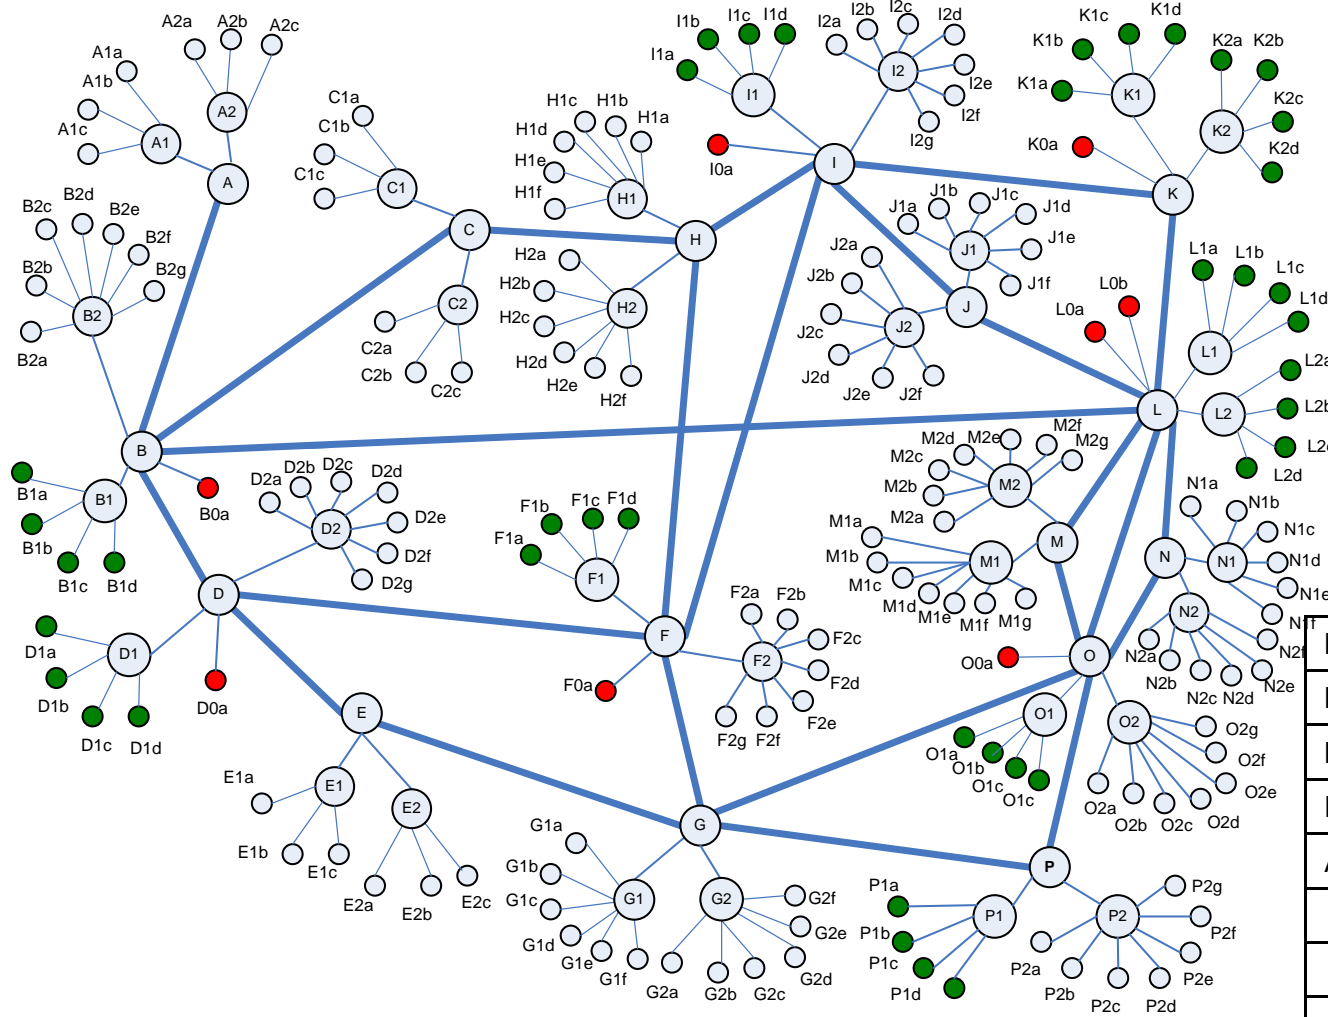 A2a
A2b
A2c
A1a
A1b
A1c
A2
A1
A
B2d
B2c
B2e
B2f
B2b
B2g
B2
B2a
B
B1a
B1
B0a
B1b
B1c
B1d
C1a
C1b
C1c
C1
C
C2
C2a
C2b
C2c
D2b
D2c
D2a
D2d
D2
D2e
D2f
D2g
D
D1a
D1
D1b
D0a
D1c
D1d
E
E1a
E1
E2
E1b
E1c
E2a
E2b
E2c
H1c
H1b
H1d
H1a
H1e
H1f
H1
H
H2a
H2b
H2
H2c
H2d
H2e
H2f
F1b
F1c
F1d
F1a
F1
F
F0a
F2a
F2b
F2c
F2
F2d
F2e
F2g
F2f
G
G1a
G1b
G1c
G1
G1d
G1e
G1f
G2
G2f
G2e
G2d
G2a
G2b
G2c
I1b
I1c
I1d
I1a
I1
I0a
I
I2a
I2b
I2c
I2d
I2
I2e
I2f
I2g
J1b
J1c
J1a
J1d
J1
J1e
J1f
J
J2a
J2b
J2
J2c
J2d
J2e
J2f
K1c
K1d
K1b
K1a
K1
K0a
K
K2a
K2b
K2
K2c
K2d
L1a
L1b
L1c
L1d
L1
L0b
L0a
L
L2
L2a
L2b
L2d
M2f
M2e
M2d
M2g
M2c
M2
M2b
M2a
M
M1a
M1
M1b
M1c
M1d
M1e
M1f
M1g
N1a
N1b
N1c
N
N1
N1d
N1e
N1f
N2
N2f
N2a
N2e
N2b
N2c
N2d
O
O0a
O1
O1a
O1b
O1c
O1c
O2
O2g
O2f
O2e
O2a
O2b
O2c
O2d
P
P1a
P1
P1b
P1c
P1d
P2
P2g
P2f
P2e
P2a
P2b
P2c
P2d